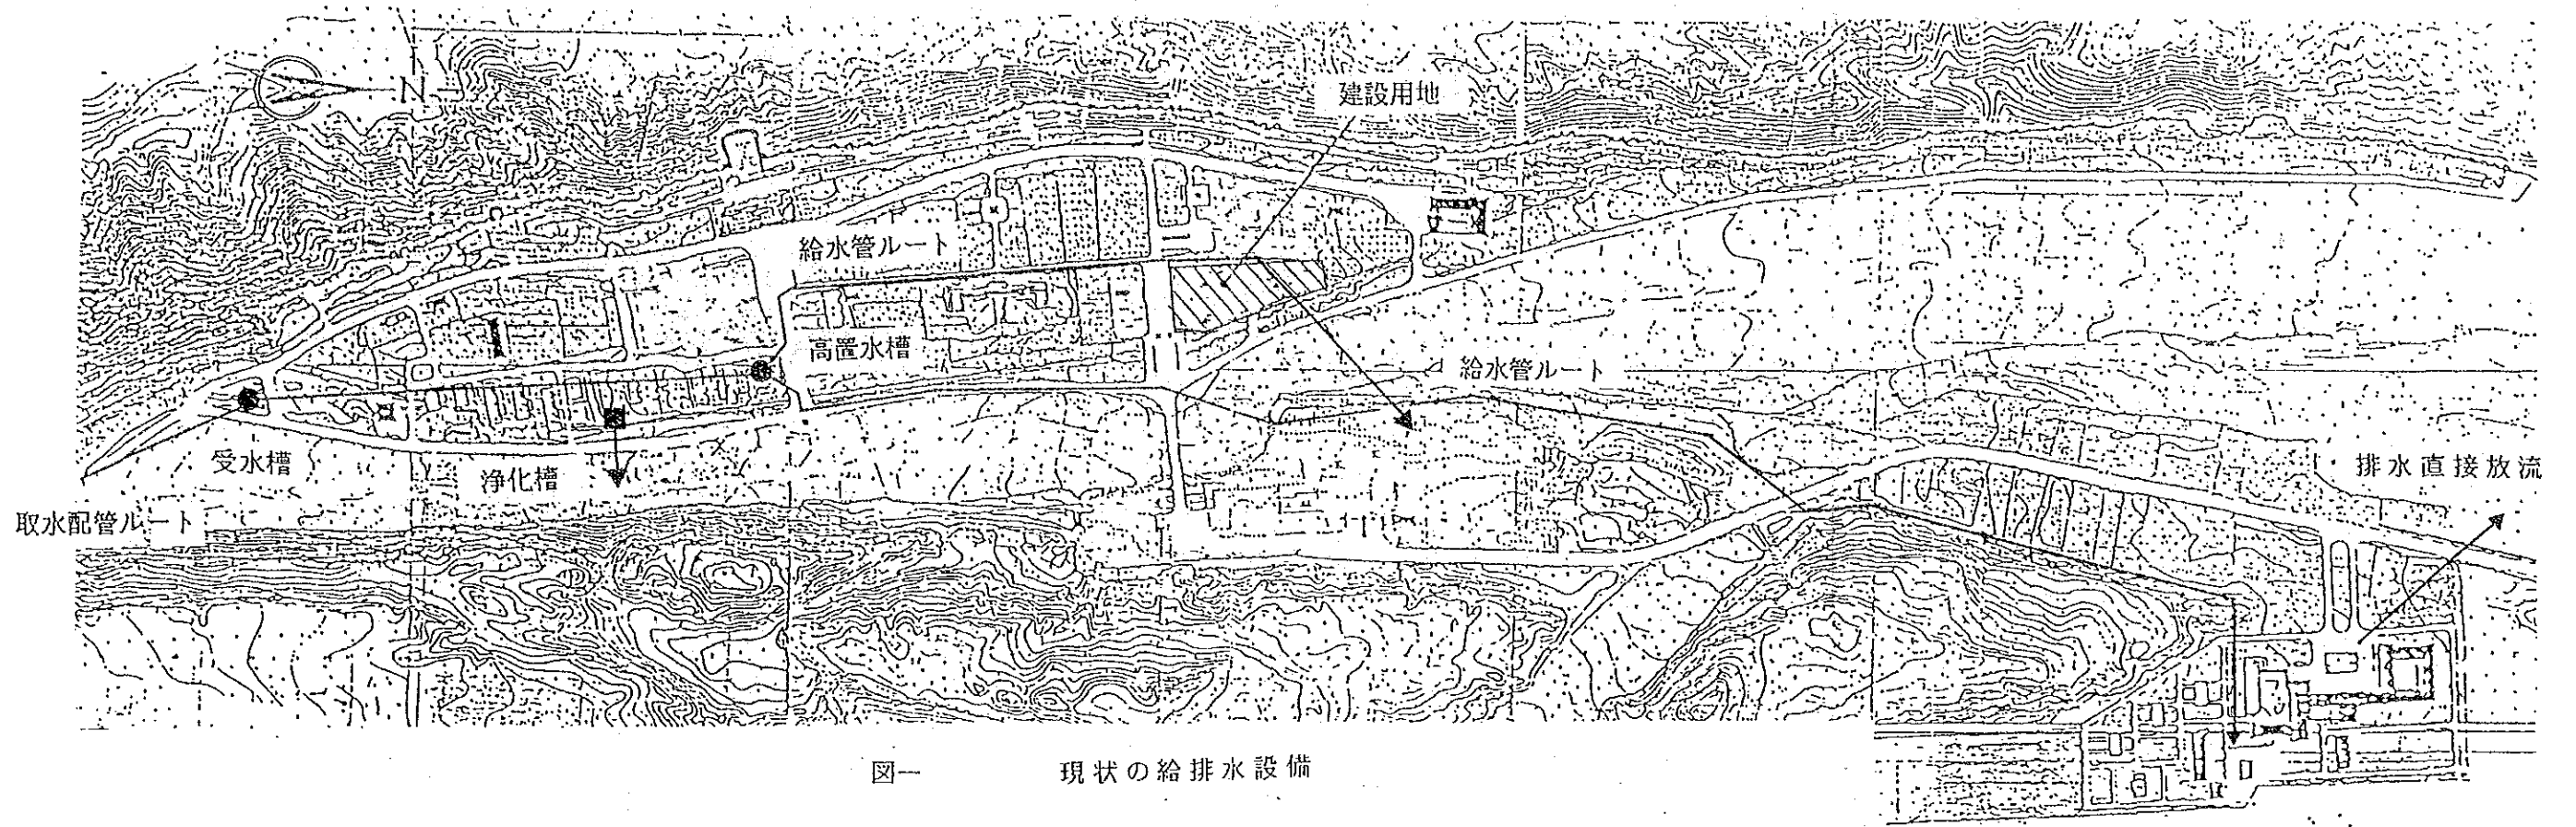 N
建設用地
給水管ルート
高置水槽
給水管ルート
受水槽
浄化槽
排水直接放流
取水配管ルート
図一 現状の給排水設備